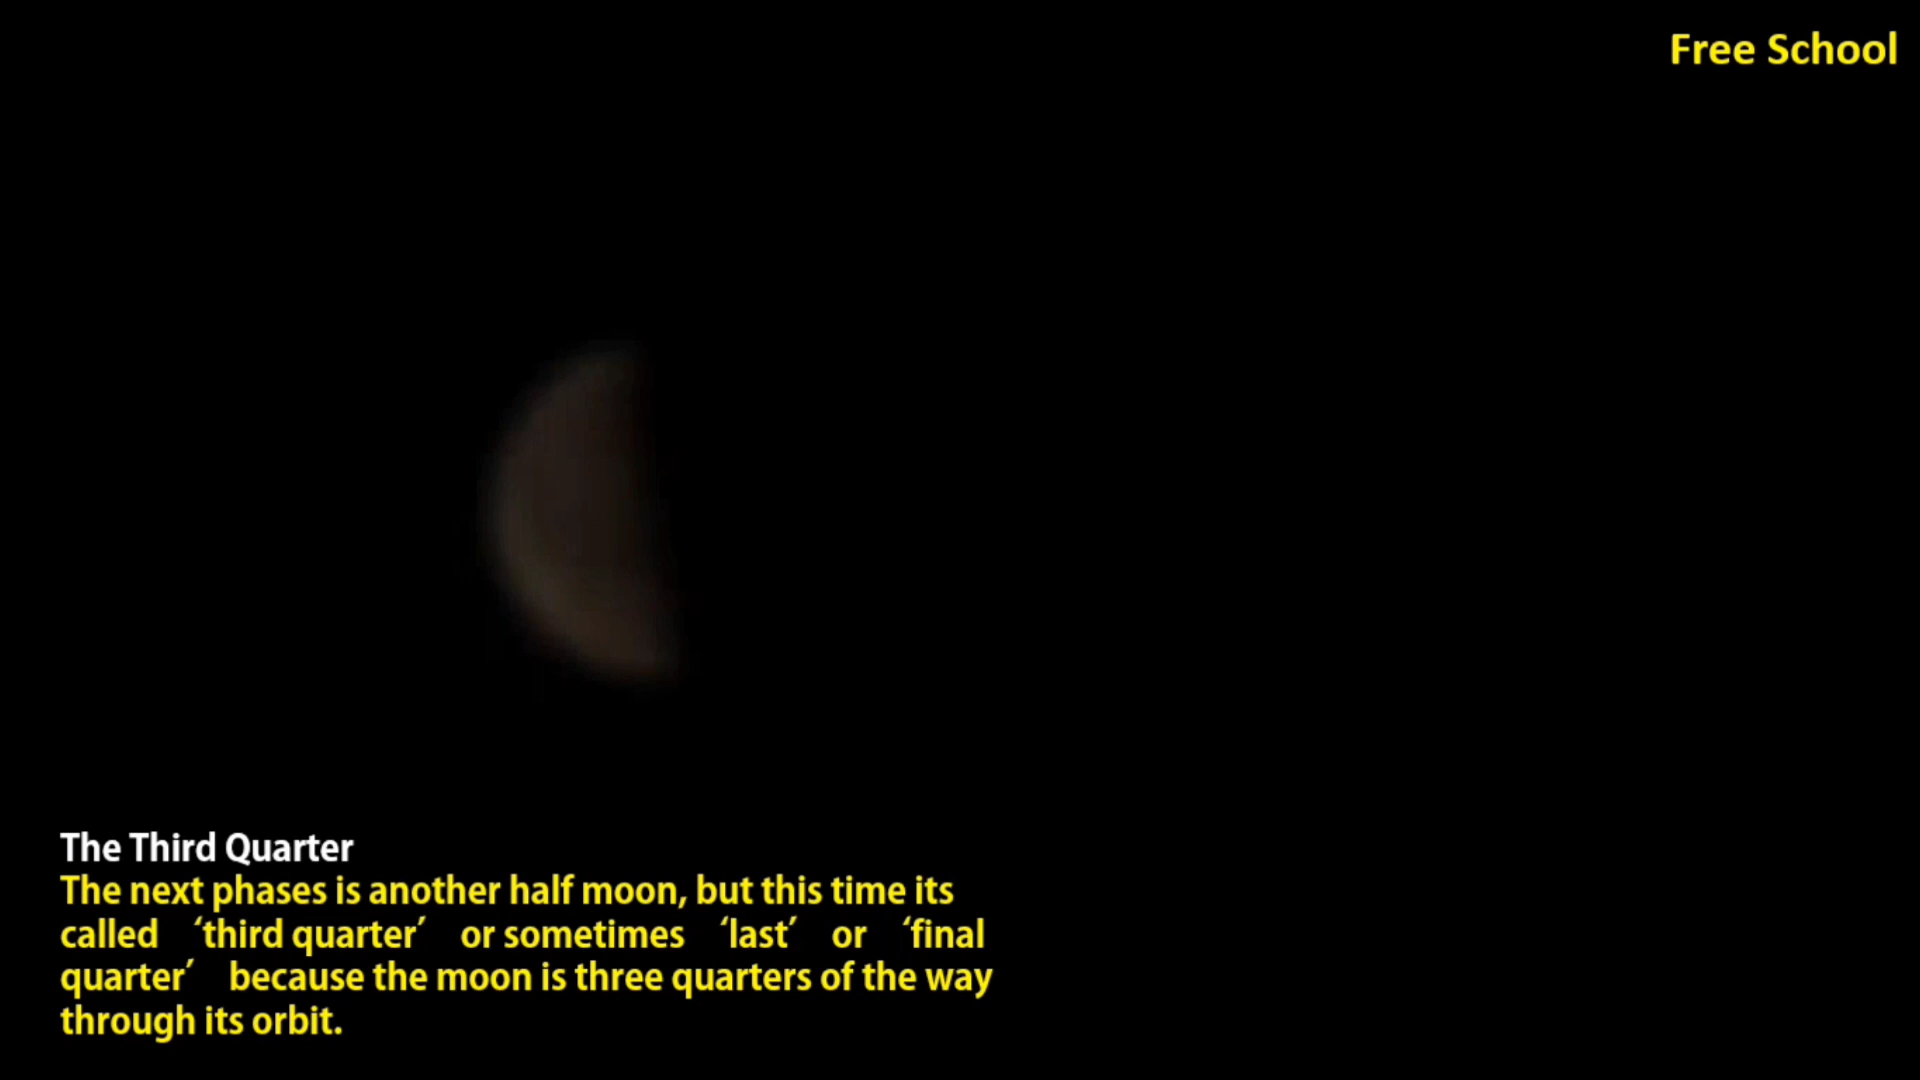 Free School
The Third Quarter
The next phases is another half moon, but this time its
called ‘third quarter’ or sometimes ‘last’ or ‘final
quarter’ because the moon is three quarters of the way
through its orbit.